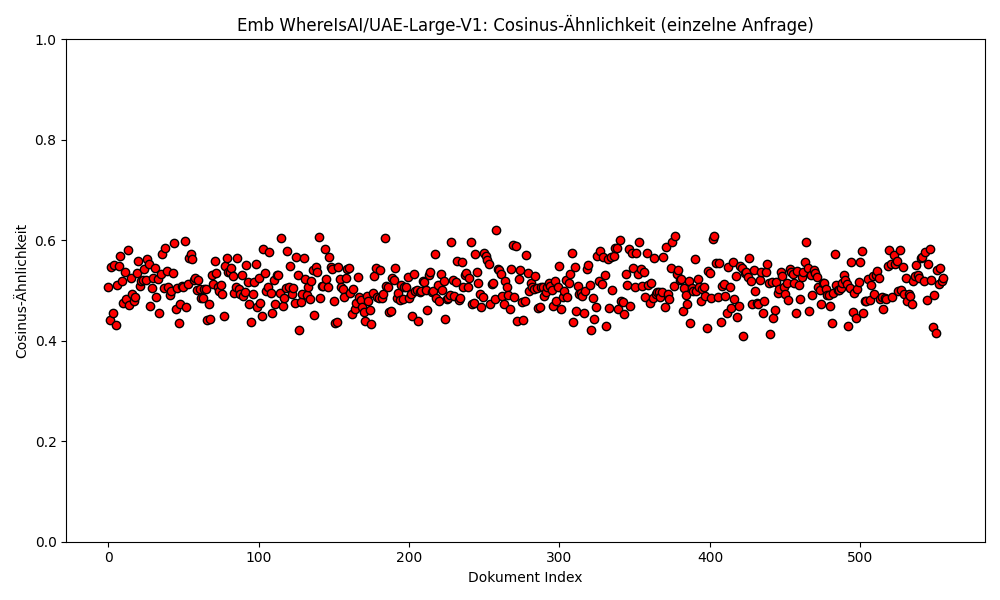 Emb WhereIsAI/UAE-Large-V1: Cosinus-Ähnlichkeit (einzelne Anfrage)
1.0
0.8
0.6
0.4
0.2
0.0
Cosinus-Ähnlichkeit
0 100 200 300 400 500
Dokument Index